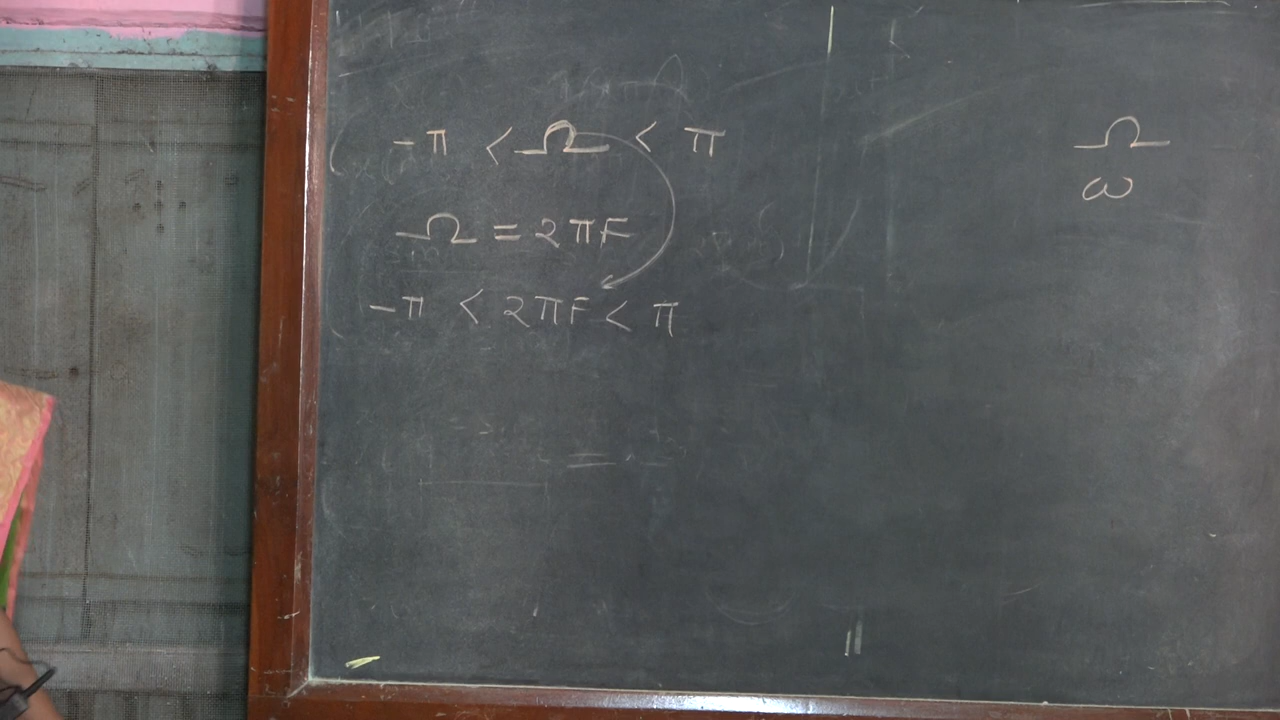 -π < Ω < π
Ω = 2πF
-π < 2πF < π
Ω
ω